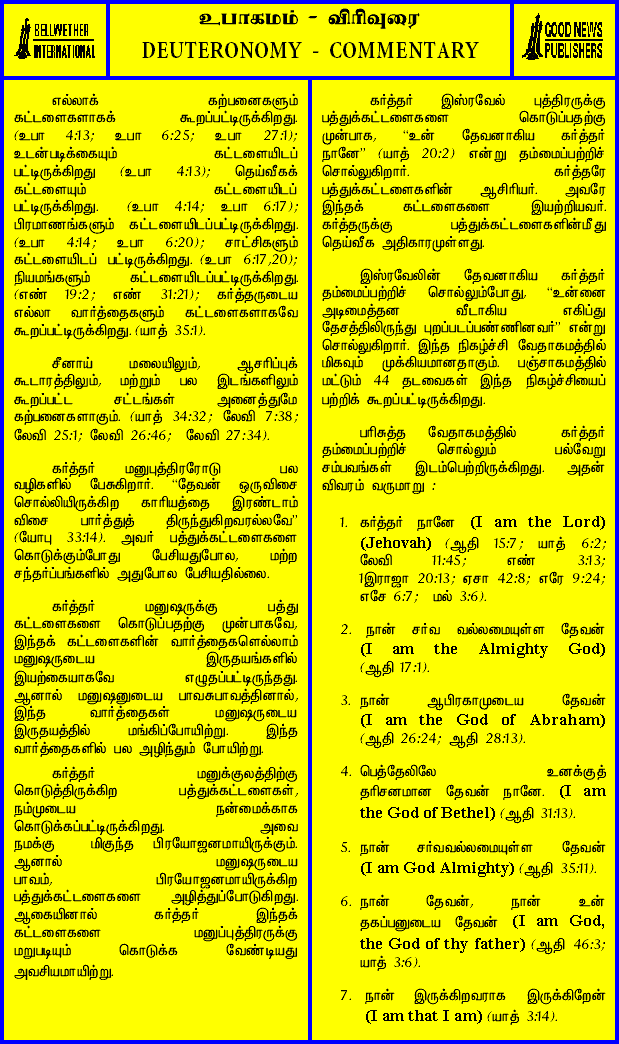 BELLWETHER
INTERNATIONAL
உபாகமம் - விரிவுரை
DEUTERONOMY - COMMENTARY
GOOD NEWS
PUBLISHERS
எல்லாக் கற்பனைகளும்
கட்டளைகளாகக் கூறப்பட்டிருக்கிறது.
(உபா 4:13; உபா 6:25; உபா 27:1);
உடன்படிக்கையும் கட்டளையிடப்
பட்டிருக்கிறது (உபா 4:13); தெய்வீகக்
கட்டளையும் கட்டளையிடப்
பட்டிருக்கிறது. (உபா 4:14; உபா 6:17);
பிரமாணங்களும் கட்டளையிடப்பட்டிருக்கிறது.
(உபா 4:14; உபா 6:20); சாட்சிகளும்
கட்டளையிடப் பட்டிருக்கிறது. (உபா 6:17,20);
நியமங்களும் கட்டளையிடப்பட்டிருக்கிறது.
(எண் 19:2; எண் 31:21); கர்த்தருடைய
எல்லா வார்த்தைகளும் கட்டளைகளாகவே
கூறப்பட்டிருக்கிறது. (யாத் 35:1).
சீனாய் மலையிலும், ஆசரிப்புக்
கூடாரத்திலும், மற்றும் பல இடங்களிலும்
கூறப்பட்ட சட்டங்கள் அனைத்துமே
கற்பனைகளாகும். (யாத் 34:32; லேவி 7:38;
லேவி 25:1; லேவி 26:46; லேவி 27:34).
கர்த்தர் மனுபுத்திரரோடு பல
வழிகளில் பேசுகிறார். “தேவன் ஒருவிசை
சொல்லியிருக்கிற காரியத்தை இரண்டாம்
விசை பார்த்துத் திருந்துகிறவரல்லவே”
(யோபு 33:14). அவர் பத்துக்கட்டளைகளை
கொடுக்கும்போது பேசியதுபோல, மற்ற
சந்தர்ப்பங்களில் அதுபோல பேசியதில்லை.
கர்த்தர் மனுஷருக்கு பத்து
கட்டளைகளை கொடுப்பதற்கு முன்பாகவே,
இந்தக் கட்டளைகளின் வார்த்தைகளெல்லாம்
மனுஷருடைய இருதயங்களில்
இயற்கையாகவே எழுதப்பட்டிருந்தது.
ஆனால் மனுஷனுடைய பாவசுபாவத்தினால்,
இந்த வார்த்தைகள் மனுஷருடைய
இருதயத்தில் மங்கிப்போயிற்று. இந்த
வார்த்தைகளில் பல அழிந்தும் போயிற்று.
கர்த்தர் மனுக்குலத்திற்கு
கொடுத்திருக்கிற பத்துக்கட்டளைகள்,
நம்முடைய நன்மைக்காக
கொடுக்கப்பட்டிருக்கிறது. அவை
நமக்கு மிகுந்த பிரயோஜனமாயிருக்கும்.
ஆனால் மனுஷருடைய
பாவம், பிரயோஜனமாயிருக்கிற
பத்துக்கட்டளைகளை அழித்துப்போடுகிறது.
ஆகையினால் கர்த்தர் இந்தக்
கட்டளைகளை மனுப்புத்திரருக்கு
மறுபடியும் கொடுக்க வேண்டியது
அவசியமாயிற்று.
கர்த்தர் இஸ்ரவேல் புத்திரருக்கு
பத்துக்கட்டளைகளை கொடுப்பதற்கு
முன்பாக, “உன் தேவனாகிய கர்த்தர்
நானே” (யாத் 20:2) என்று தம்மைப்பற்றிச்
சொல்லுகிறார். கர்த்தரே
பத்துக்கட்டளைகளின் ஆசிரியர். அவரே
இந்தக் கட்டளைகளை இயற்றியவர்.
கர்த்தருக்கு பத்துக்கட்டளைகளின்மீது
தெய்வீக அதிகாரமுள்ளது.
இஸ்ரவேலின் தேவனாகிய கர்த்தர்
தம்மைப்பற்றிச் சொல்லும்போது, “உன்னை
அடிமைத்தன வீடாகிய எகிப்து
தேசத்திலிருந்து புறப்படப்பண்ணினவர்” என்று
சொல்லுகிறார். இந்த நிகழ்ச்சி வேதாகமத்தில்
மிகவும் முக்கியமானதாகும். பஞ்சாகமத்தில்
மட்டும் 44 தடவைகள் இந்த நிகழ்ச்சியைப்
பற்றிக் கூறப்பட்டிருக்கிறது.
பரிசுத்த வேதாகமத்தில் கர்த்தர்
தம்மைப்பற்றிச் சொல்லும் பல்வேறு
சம்பவங்கள் இடம்பெற்றிருக்கிறது. அதன்
விவரம் வருமாறு :
1. கர்த்தர் நானே (I am the Lord)
(Jehovah) (ஆதி 15:7; யாத் 6:2;
லேவி 11:45; எண் 3:13;
1இராஜா 20:13; ஏசா 42:8; எரே 9:24;
எசே 6:7; மல் 3:6).
2. நான் சர்வ வல்லமையுள்ள தேவன்
(I am the Almighty God)
(ஆதி 17:1).
3. நான் ஆபிரகாமுடைய தேவன்
(I am the God of Abraham)
(ஆதி 26:24; ஆதி 28:13).
4. பெத்தேலிலே உனக்குத்
தரிசனமான தேவன் நானே. (I am
the God of Bethel) (ஆதி 31:13).
5. நான் சர்வவல்லமையுள்ள தேவன்
(I am God Almighty) (ஆதி 35:11).
6. நான் தேவன், நான் உன்
தகப்பனுடைய தேவன் (I am God,
the God of thy father) (ஆதி 46:3;
யாத் 3:6).
7. நான் இருக்கிறவராக இருக்கிறேன்
(I am that I am) (யாத் 3:14).